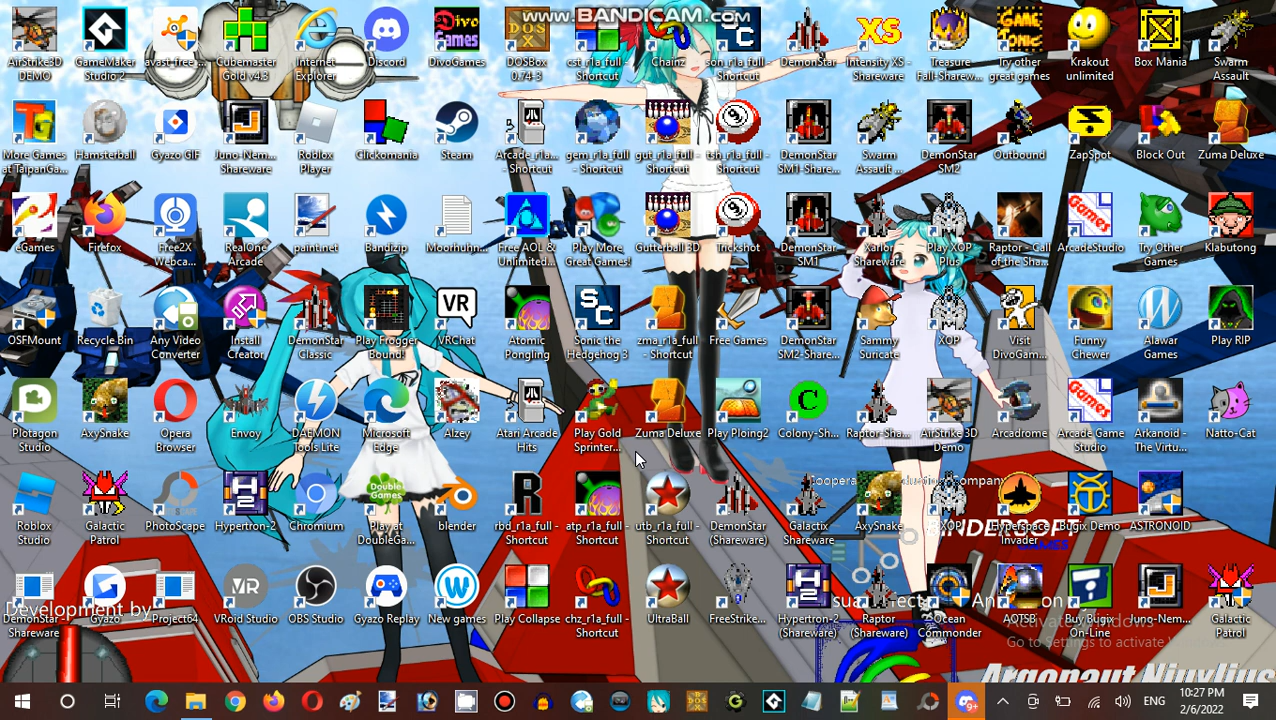 www.BANDICAM.com
AirStrike3D DEMO
GameMaker Studio 2
avast_free_...
Cubemaster Gold v4.3
Internet Explorer
Discord
DivoGames
DOSBox 0.74-3
cst_r1a_full - Shortcut
Chainz
son_r1a_full - Shortcut
DemonStar
Intensity XS - Shareware
Treasure Fall-Sharew...
Try other great games
Krakout unlimited
Box Mania
Swarm Assault
More Games at TaipanGa...
Hamsterball
Gyazo GIF
Juno-Nem... Shareware
Roblox Player
Clickomania
Steam
Arcade_r1a... - Shortcut
gem_r1a_full - Shortcut
gut_r1a_full - Shortcut
tsh_r1a_full - Shortcut
DemonStar SM1-Share...
Swarm Assault ...
DemonStar SM2
Outbound
ZapSpot
Block Out
Zuma Deluxe
eGames
Firefox
Free2X Webca...
RealOne Arcade
paintnet
Bandizip
Moorhuhn...
Free AOL & Unlimited...
Play More Great Games!
Gutterball 3D
Trickshot
DemonStar SM1
Xarlor Shareware
Play XOP Plus
Raptor - Call of the Sha...
ArcadeStudio
Try Other Games
Klabutong
OSFMount
Recycle Bin
Any Video Converter
Install Creator
DemonStar Classic
Play Frogger Bound!
VRChat
Atomic Pongling
Sonic the Hedgehog 3
zma_r1a_full - Shortcut
Free Games
DemonStar SM2-Share...
Sammy Suricate
XOP
Visit DivoGam...
Funny Chewer
Alawar Games
Play RIP
Plotagon Studio
AxySnake
Opera Browser
Envoy
DAEMON Tools Lite
Microsoft Edge
Alzey
Atari Arcade Hits
Play Gold Sprinter...
Zuma Deluxe
Play Ploing2
Colony-Sh...
Raptor-Sha...
AirStrike 3D Demo
Arcadrome
Arcade Game Studio
Arkanoid - The Virtu...
Natto-Cat
Roblox Studio
Galactic Patrol
PhotoScape
Hypertron-2
Chromium
Play at DoubleGa...
blender
rbd_r1a_full - Shortcut
atp_r1a_full - Shortcut
utb_r1a_full - Shortcut
DemonStar (Shareware)
Galactix Shareware
AxySnake
XOP
Hyperspace Invader
Bugix Demo
ASTRONOID
DemonStar Shareware
Gyazo
Project64
VRoid Studio
OBS Studio
Gyazo Replay
New games
Play Collapse
chz_r1a_full - Shortcut
UltraBall
FreeStrike...
Hypertron-2 (Shareware)
Raptor (Shareware)
Ocean Commonder
AOTSB
Buy Bugix On-Line
Juno-Nem... Shareware
Galactic Patrol
Development by
Activate Windows
Go to Settings to activate Windows.
ENG
10:27 PM
2/6/2022